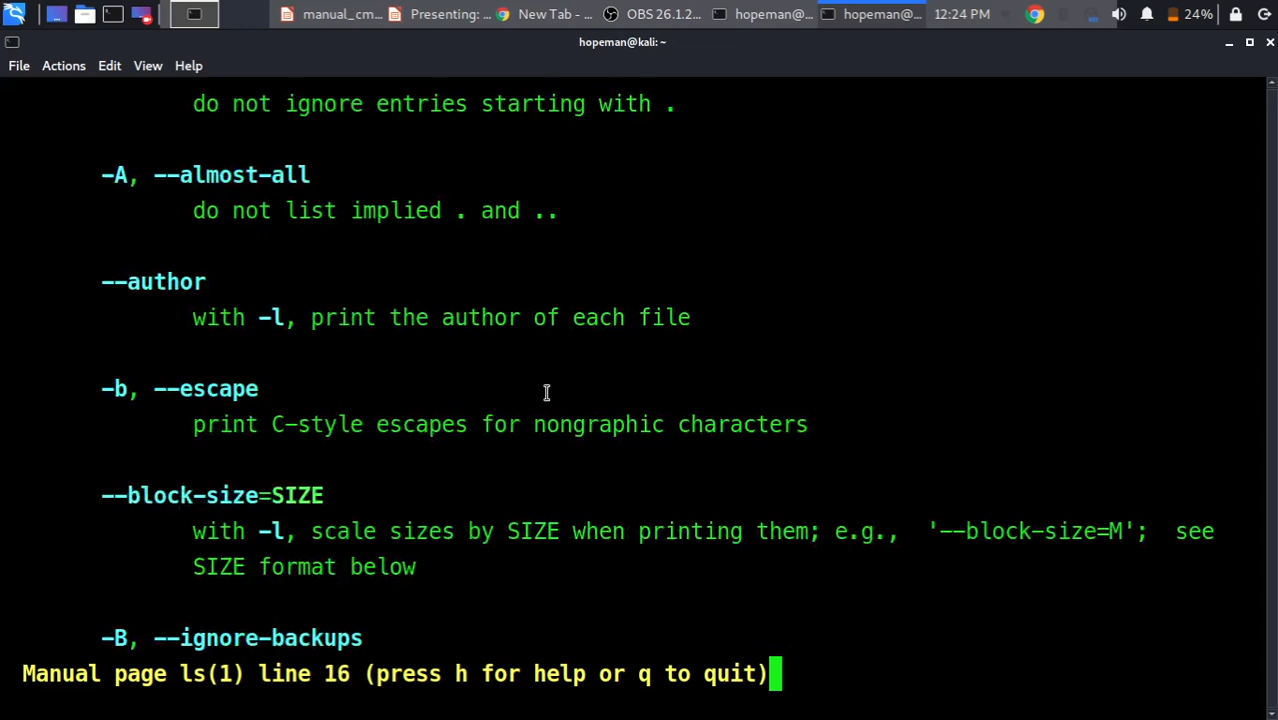 manual_cm...
Presenting: ...
New Tab - ...
OBS 26.1.2...
hopeman@...
hopeman@...
12:24 PM
24%
hopeman@kali: ~
File Actions Edit View Help
do not ignore entries starting with .
-A, --almost-all
do not list implied . and ..
--author
with -l, print the author of each file
-b, --escape
print C-style escapes for nongraphic characters
--block-size=SIZE
with -l, scale sizes by SIZE when printing them; e.g., '--block-size=M'; see
SIZE format below
-B, --ignore-backups
Manual page ls(1) line 16 (press h for help or q to quit)